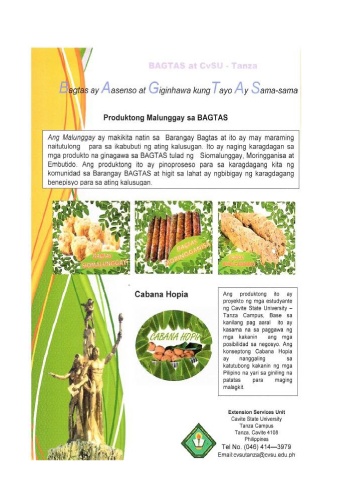 BAGTAS at CvSU - Tanza
Bagtas ay Aasenso at Giginhawa kung Tayo Ay Sama-sama
Produktong Malunggay sa BAGTAS
Ang Malunggay ay makikita natin sa Barangay Bagtas at ito ay may maraming
naitutulong para sa ikabubuti ng ating kalusugan. Ito ay naging karagdagan sa
mga produkto na ginagawa sa BAGTAS tulad ng Siomalunggay, Moringganisa at
Embutido. Ang produktong ito ay pinoproseso para sa karagdagang kita ng
komunidad sa Barangay BAGTAS at higit sa lahat ay ngbibigay ng karagdagang
benepisyo para sa ating kalusugan.
Cabana Hopia
CABANA HOPIA
Ang produktong ito ay
proyekto ng mga estudyante
ng Cavite State University –
Tanza Campus. Base sa
kanilang pag aaral ito ay
kasama na sa paggawa ng
mga kakanin ang mga
posibilidad sa negosyo. Ang
konseptong Cabana Hopia
ay nanggaling sa
katutubong kakanin ng mga
Pilipino na yari sa giniling na
patatas para maging
malagkit.
Extension Services Unit
Cavite State University
Tanza Campus
Tanza, Cavite 4108
Philippines
Tel No. (046) 414—3979
Email:cvsutanza@cvsu.edu.ph